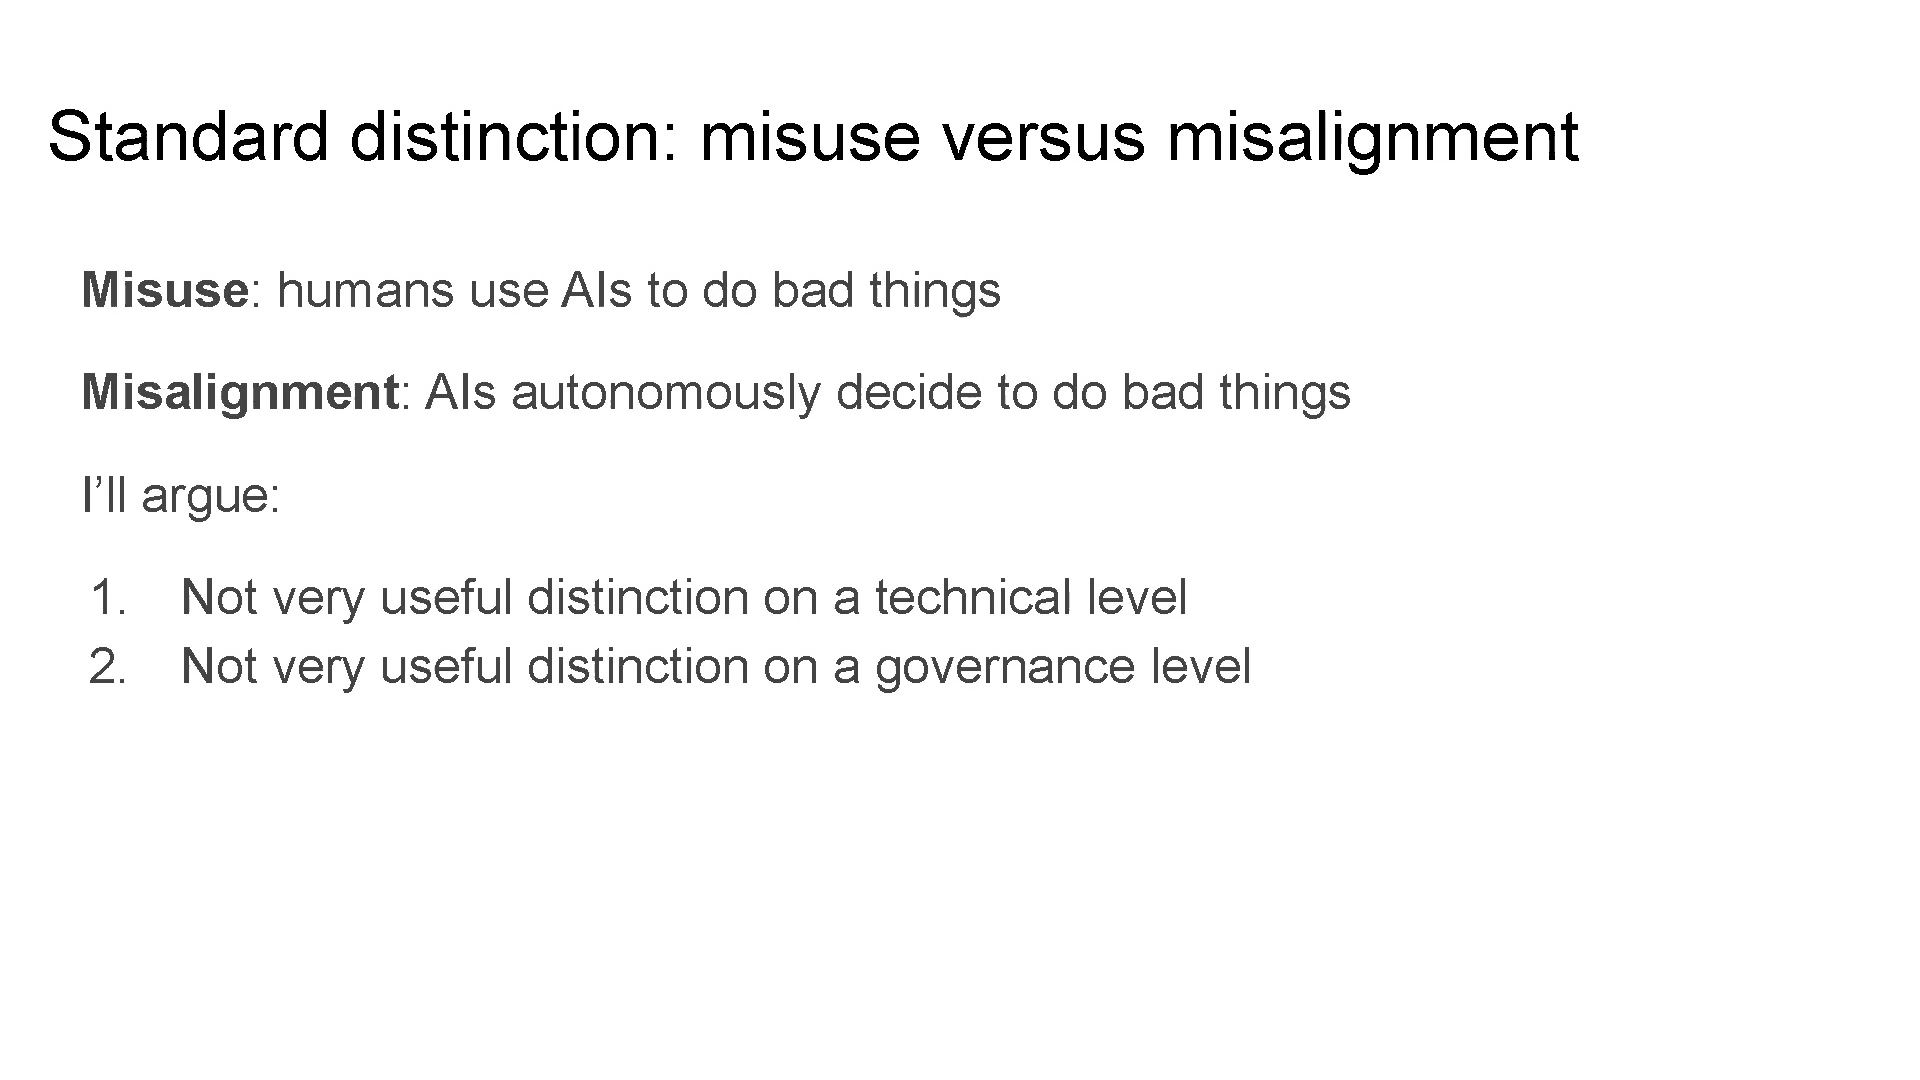 Standard distinction: misuse versus misalignment
Misuse: humans use AIs to do bad things
Misalignment: AIs autonomously decide to do bad things
I’ll argue:
1. Not very useful distinction on a technical level
2. Not very useful distinction on a governance level